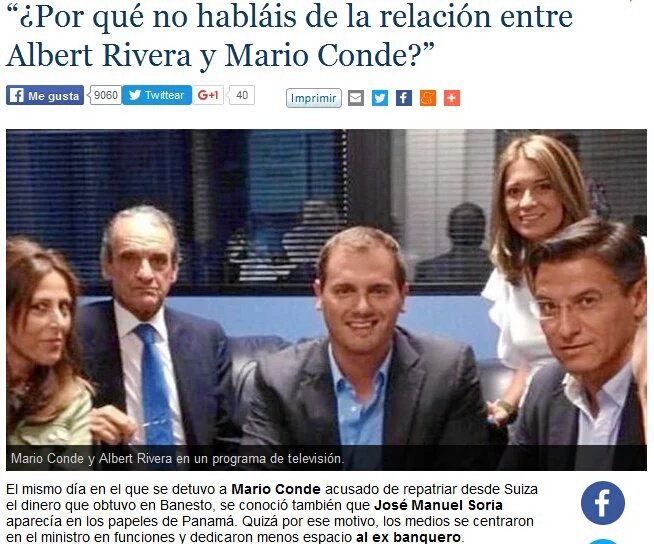 “¿Por qué no habláis de la relación entre
Albert Rivera y Mario Conde?”
Me gusta 9060 Twittear G+1 40 Imprimir
Mario Conde y Albert Rivera en un programa de televisión.
El mismo día en el que se detuvo a Mario Conde acusado de repatriar desde Suiza
el dinero que obtuvo en Banesto, se conoció también que José Manuel Soria
aparecía en los papeles de Panamá. Quizá por ese motivo, los medios se centraron
en el ministro en funciones y dedicaron menos espacio al ex banquero.